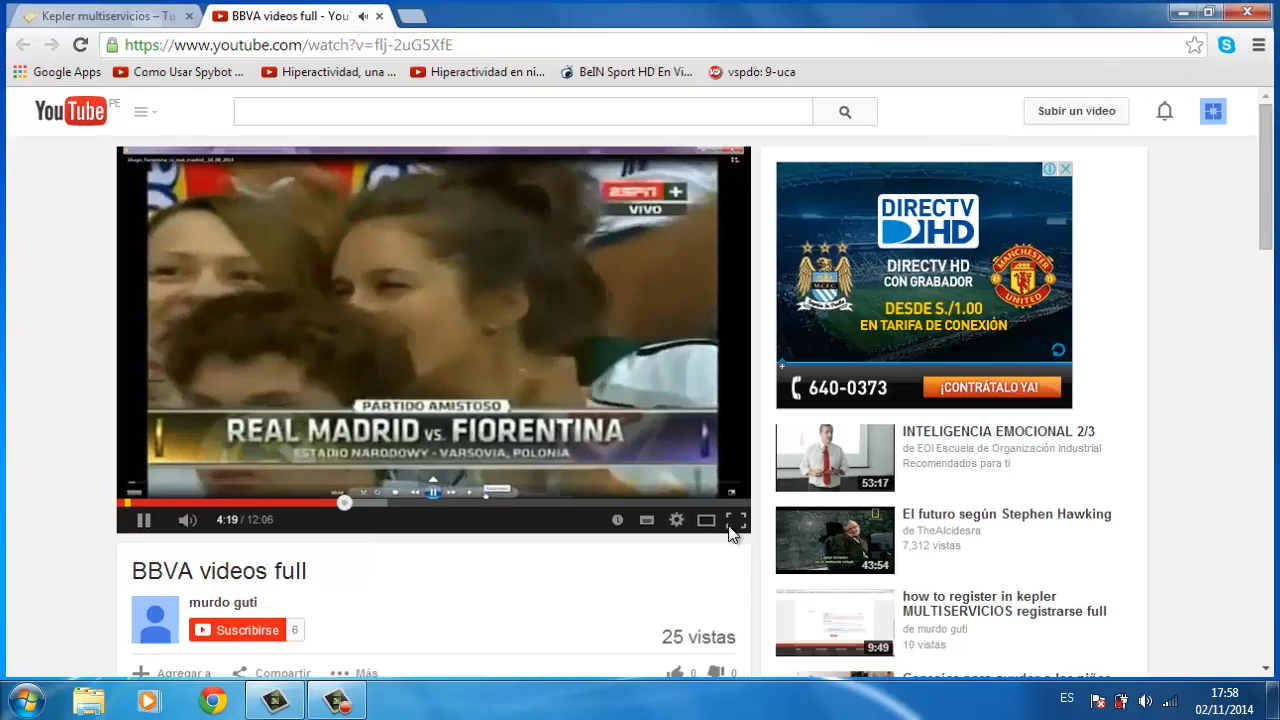 Kepler multiservicios – Tu
BBVA videos full - You
https://www.youtube.com/watch?v=flj-2uG5XfE
Google Apps
Como Usar Spybot ...
Hiperactividad, una ...
Hiperactividad en ni...
BeIN Sport HD En Vi...
vspdo: 9-uca
YouTube PE
Subir un video
ESPN +
VIVO
PARTIDO AMISTOSO
REAL MADRID VS. FIORENTINA
ESTADIO NARODOWY - VARSOVIA, POLONIA
4:19 / 12:06
BBVA videos full
murdo guti
Suscribirse 6
25 vistas
Agregar a
Compartir
Más
0
0
DIRECTV
HD
DIRECTV HD
CON GRABADOR
DESDE S/.1.00
EN TARIFA DE CONEXIÓN
640-0373
¡CONTRÁTALO YA!
INTELIGENCIA EMOCIONAL 2/3
de EOI Escuela de Organización Industrial
Recomendados para ti
53:17
El futuro según Stephen Hawking
de TheAlcidesra
7,312 vistas
43:54
how to register in kepler
MULTISERVICIOS registrarse full
de murdo guti
10 vistas
9:49
Consejos para ayudar a los niños
ES
17:58
02/11/2014